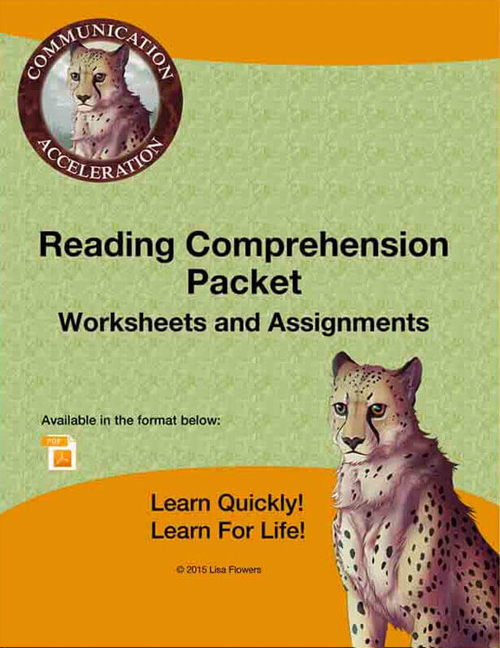 COMMUNICATION
ACCELERATION
Reading Comprehension
Packet
Worksheets and Assignments
Available in the format below:
PDF
Learn Quickly!
Learn For Life!
© 2015 Lisa Flowers